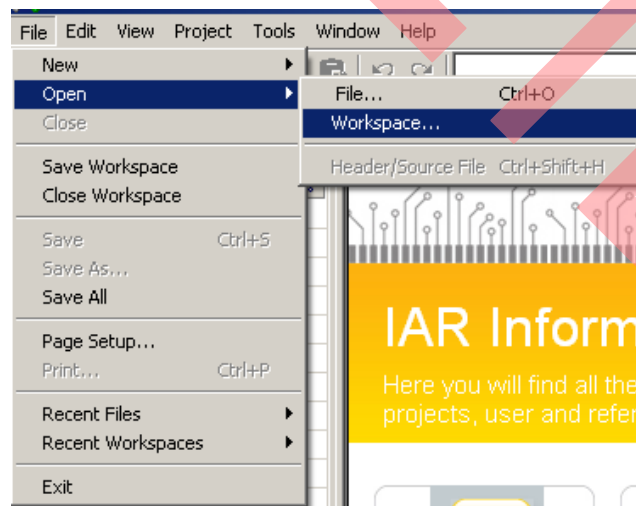 File Edit View Project Tools Window Help
New
Open
Close
Save Workspace
Close Workspace
Save Ctrl+S
Save As...
Save All
Page Setup...
Print... Ctrl+P
Recent Files
Recent Workspaces
Exit
File... Ctrl+O
Workspace...
Header/Source File Ctrl+Shift+H
IAR Inform
Here you will find all the
projects, user and refer